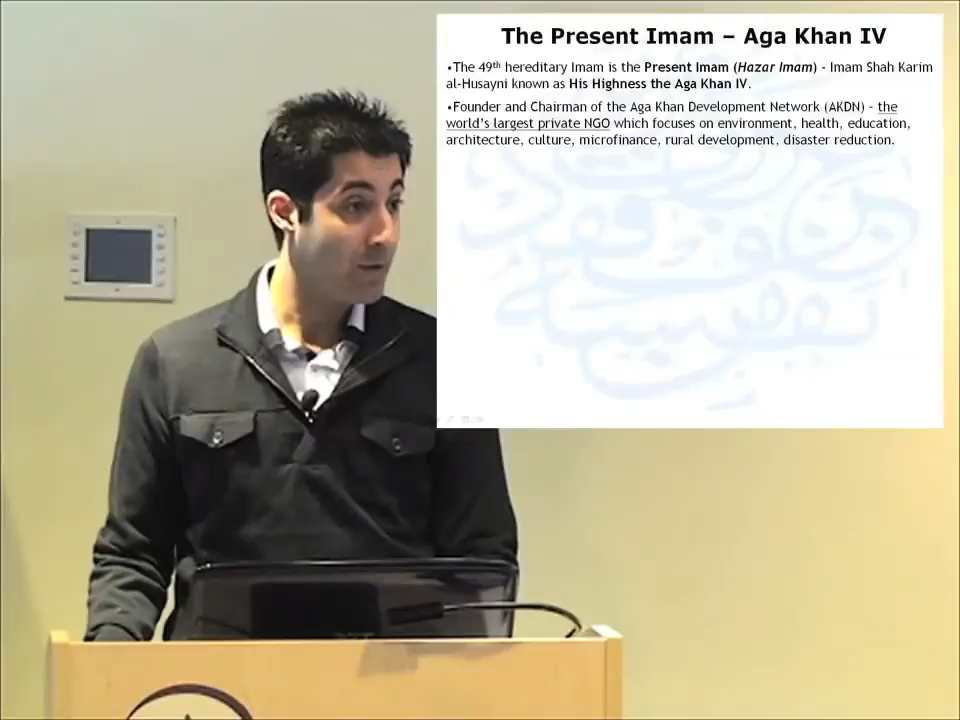 The Present Imam – Aga Khan IV
•The 49th hereditary Imam is the Present Imam (Hazar Imam) - Imam Shah Karim
al-Husayni known as His Highness the Aga Khan IV.
•Founder and Chairman of the Aga Khan Development Network (AKDN) – the
world's largest private NGO which focuses on environment, health, education,
architecture, culture, microfinance, rural development, disaster reduction.